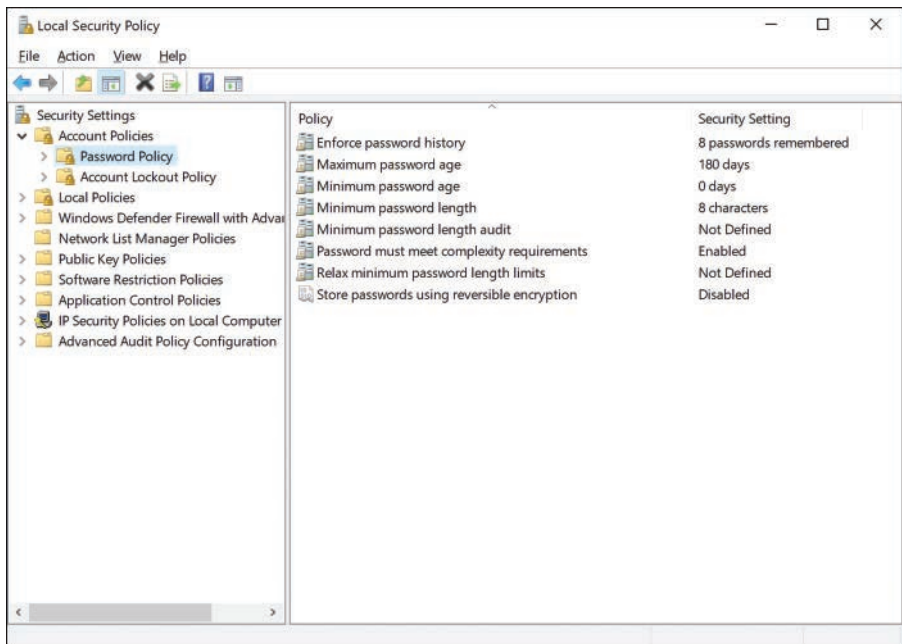 Local Security Policy
File Action View Help
Security Settings
Account Policies
Password Policy
Account Lockout Policy
Local Policies
Windows Defender Firewall with Advan
Network List Manager Policies
Public Key Policies
Software Restriction Policies
Application Control Policies
IP Security Policies on Local Computer
Advanced Audit Policy Configuration
Policy Security Setting
Enforce password history 8 passwords remembered
Maximum password age 180 days
Minimum password age 0 days
Minimum password length 8 characters
Minimum password length audit Not Defined
Password must meet complexity requirements Enabled
Relax minimum password length limits Not Defined
Store passwords using reversible encryption Disabled